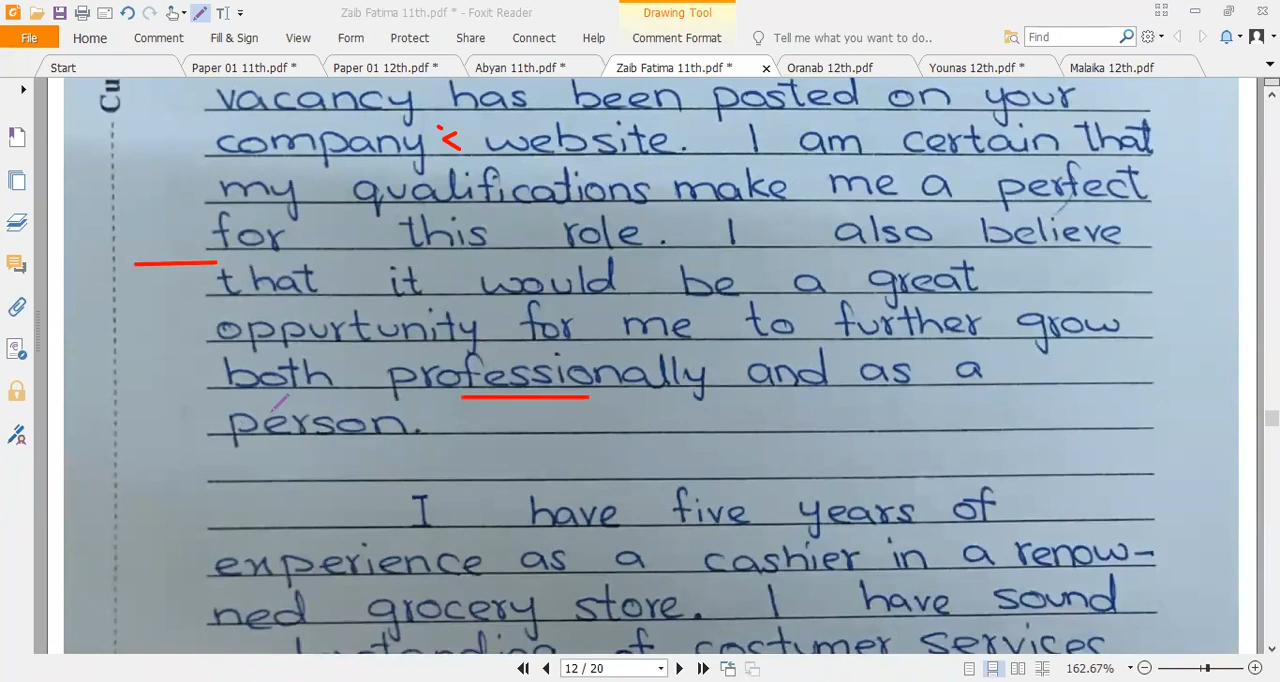 Zaib Fatima 11th.pdf * - Foxit Reader
Drawing Tool
File Home Comment Fill & Sign View Form Protect Share Connect Help Comment Format Tell me what you want to do.. Find
Start Paper 01 11th.pdf * Paper 01 12th.pdf * Abyan 11th.pdf * Zaib Fatima 11th.pdf * Oranab 12th.pdf Younas 12th.pdf * Malaika 12th.pdf
Cu
vacancy has been posted on your
company < website. I am certain that
my qualifications make me a perfect
for this role. I also believe
that it would be a great
oppurtunity for me to further grow
both professionally and as a
person.
I have five years of
experience as a cashier in a renow-
ned grocery store. I have sound
of costumer services
12 / 20
162.67%